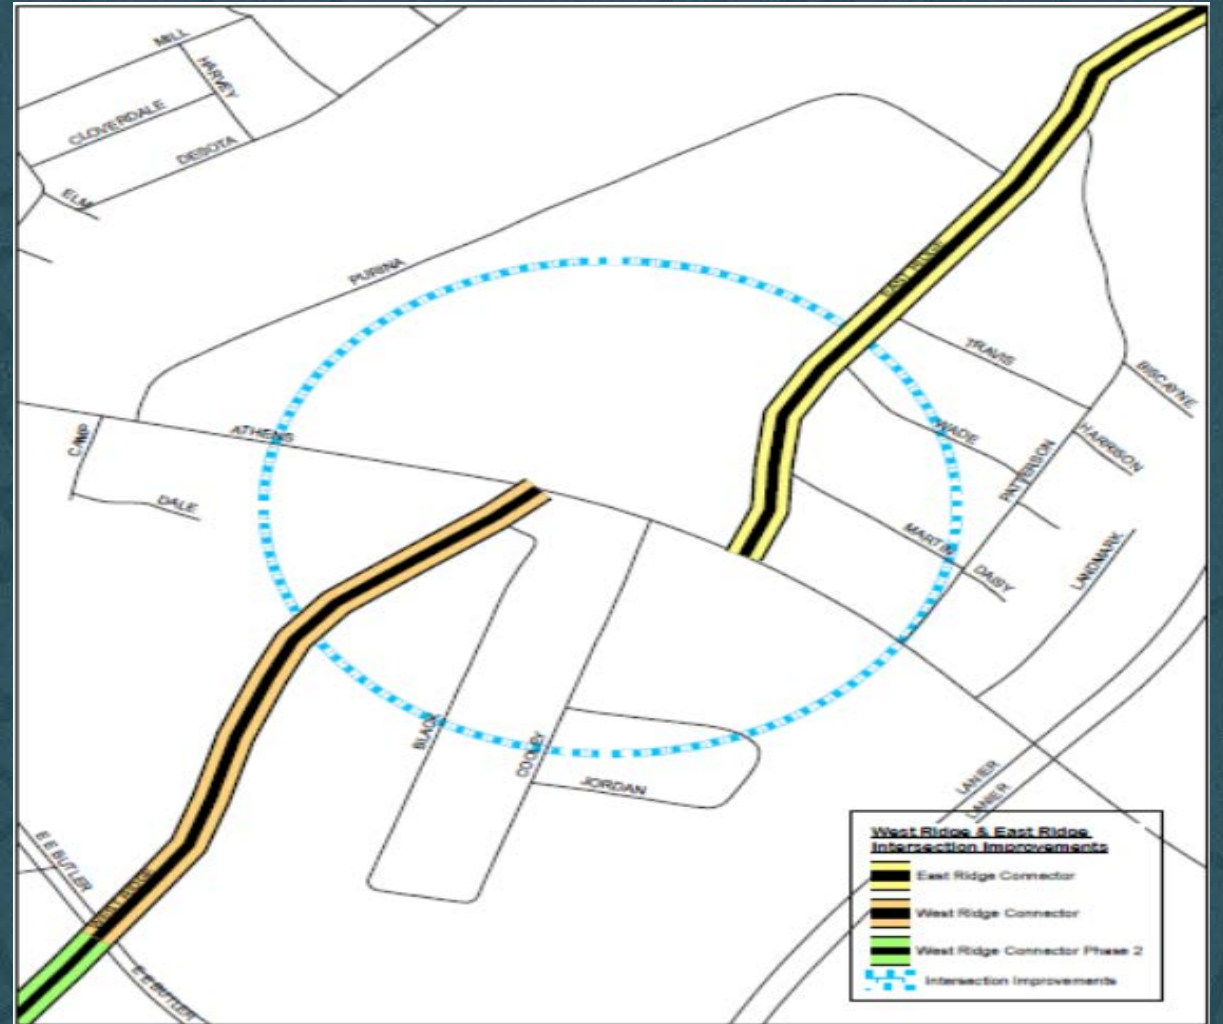 MILL
HARVEY
CLOVERDALE
DESOTA
ELM
PURINA
EAST RIDGE
TRAVIS
BISCAYNE
WADE
HARRISON
PATTERSON
CAMP
ATHENS
DALE
MARTIN
DAISY
LANDMARK
BLACK
COOLEY
JORDAN
LANIER
LANIER
E E BUTLER
WEST RIDGE
E E BUTLER
West Ridge & East Ridge
Intersection Improvements
East Ridge Connector
West Ridge Connector
West Ridge Connector Phase 2
Intersection Improvements